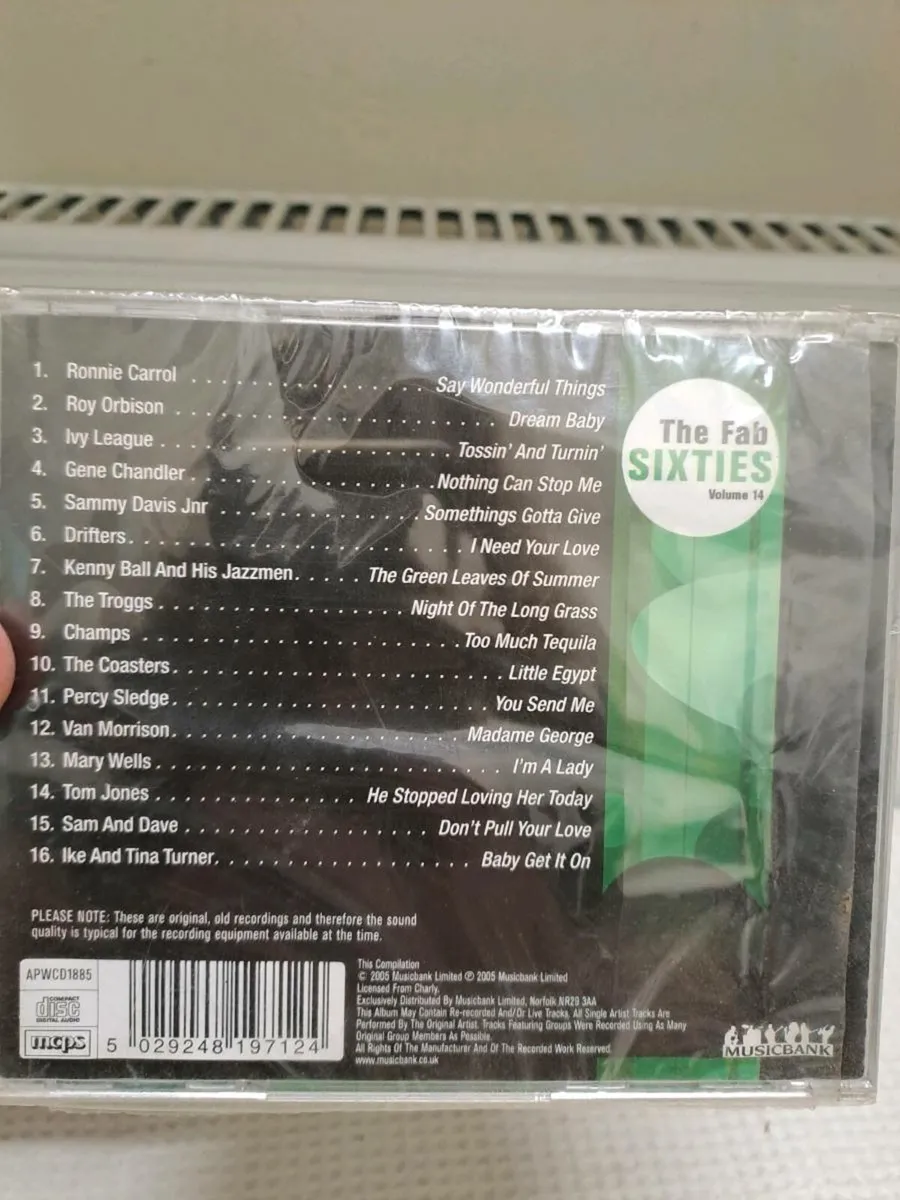 1. Ronnie Carrol . . . . . . . . . . . . . . . . . . . . Say Wonderful Things
2. Roy Orbison . . . . . . . . . . . . . . . . . . . . . . . . . . Dream Baby
3. Ivy League . . . . . . . . . . . . . . . . . . . . . . . Tossin' And Turnin'
4. Gene Chandler . . . . . . . . . . . . . . . . . . . . Nothing Can Stop Me
5. Sammy Davis Jnr . . . . . . . . . . . . . . . . . Somethings Gotta Give
6. Drifters . . . . . . . . . . . . . . . . . . . . . . . . . . I Need Your Love
7. Kenny Ball And His Jazzmen . . . . . The Green Leaves Of Summer
8. The Troggs . . . . . . . . . . . . . . . . . . . Night Of The Long Grass
9. Champs . . . . . . . . . . . . . . . . . . . . . . . . . Too Much Tequila
10. The Coasters . . . . . . . . . . . . . . . . . . . . . . . . . Little Egypt
11. Percy Sledge . . . . . . . . . . . . . . . . . . . . . . . . You Send Me
12. Van Morrison . . . . . . . . . . . . . . . . . . . . . . Madame George
13. Mary Wells . . . . . . . . . . . . . . . . . . . . . . . . . . I'm A Lady
14. Tom Jones . . . . . . . . . . . . . . He Stopped Loving Her Today
15. Sam And Dave . . . . . . . . . . . . . . . . . . Don't Pull Your Love
16. Ike And Tina Turner . . . . . . . . . . . . . . . . . . Baby Get It On
The Fab
SIXTIES
Volume 14
PLEASE NOTE: These are original, old recordings and therefore the sound
quality is typical for the recording equipment available at the time.
APWCD1885
COMPACT
disc
DIGITAL AUDIO
mcps
5 029248 197124
This Compilation
© 2005 Musicbank Limited ℗ 2005 Musicbank Limited
Licensed From Charly.
Exclusively Distributed By Musicbank Limited, Norfolk NR29 3AA
This Album May Contain Re-recorded And/Or Live Tracks. All Single Artist Tracks Are
Performed By The Original Artist. Tracks Featuring Groups Were Recorded Using As Many
Original Group Members As Possible.
All Rights Of The Manufacturer And Of The Recorded Work Reserved.
www.musicbank.co.uk
MUSICBANK